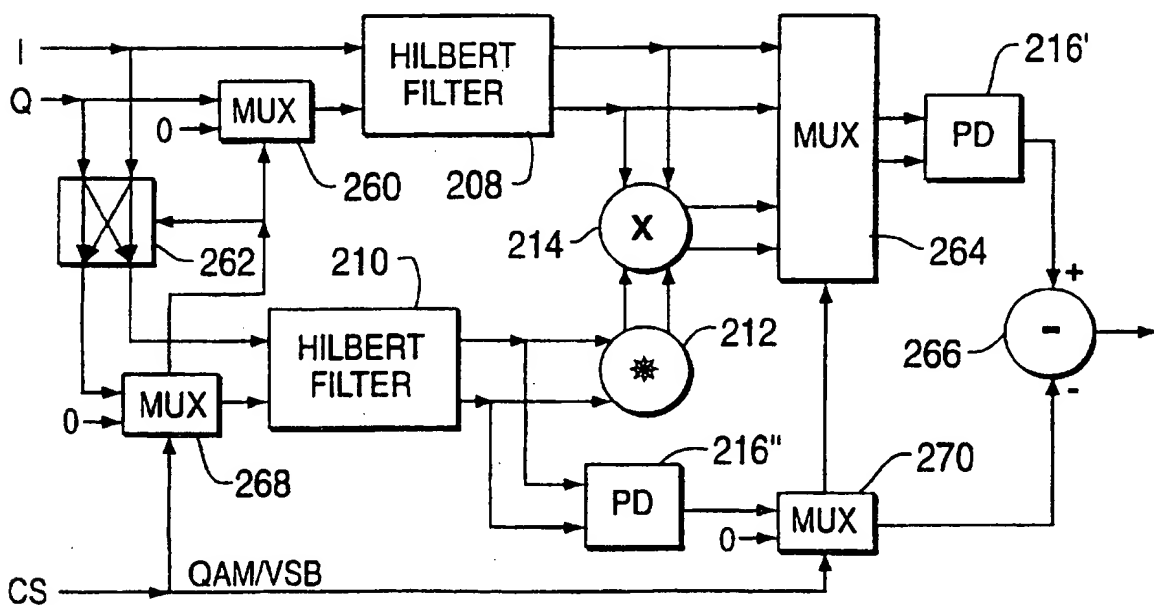 I
Q
0
MUX
260
HILBERT
FILTER
208
MUX
264
PD
216'
262
X
214
210
HILBERT
FILTER
212
*
+
-
266
-
0
MUX
268
216"
PD
270
0
MUX
CS
QAM/VSB